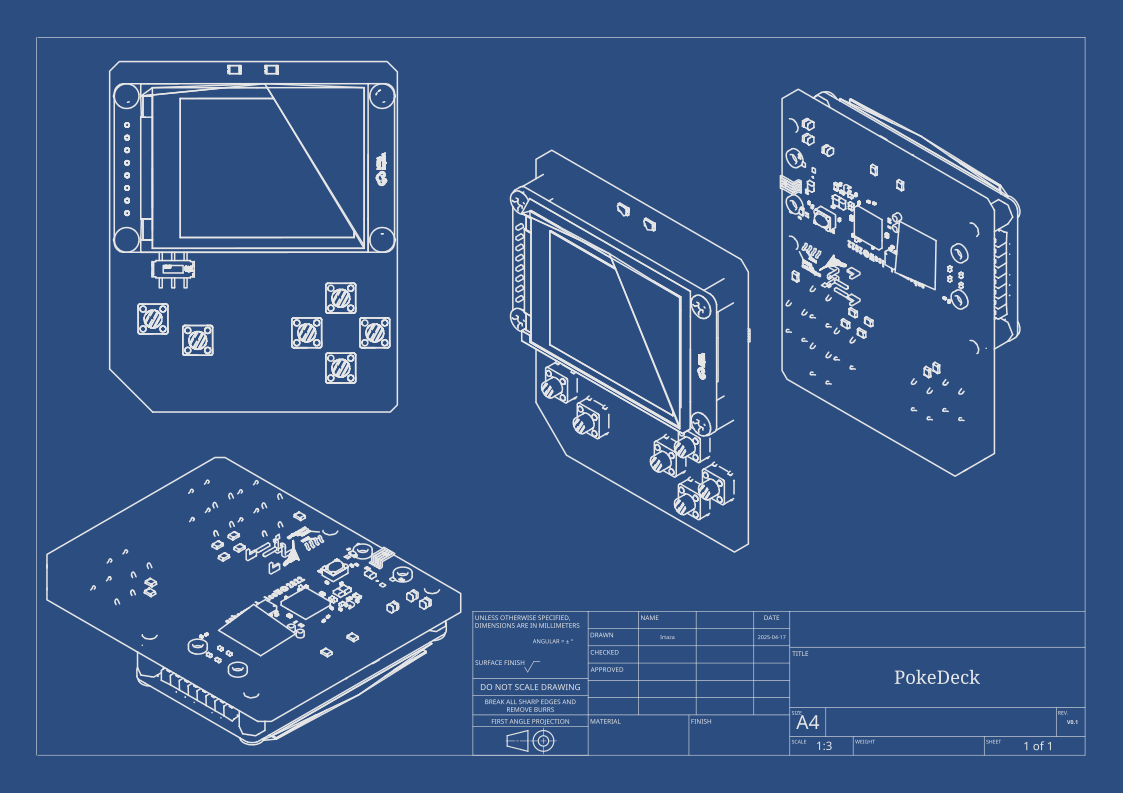 UNLESS OTHERWISE SPECIFIED,
DIMENSIONS ARE IN MILLIMETERS
ANGULAR = ± °
SURFACE FINISH
DO NOT SCALE DRAWING
BREAK ALL SHARP EDGES AND
REMOVE BURRS
FIRST ANGLE PROJECTION
NAME
DATE
DRAWN
Irtaza
2025-04-17
CHECKED
APPROVED
MATERIAL
FINISH
TITLE
PokeDeck
SIZE
A4
REV.
V0.1
SCALE
1:3
WEIGHT
SHEET
1 of 1